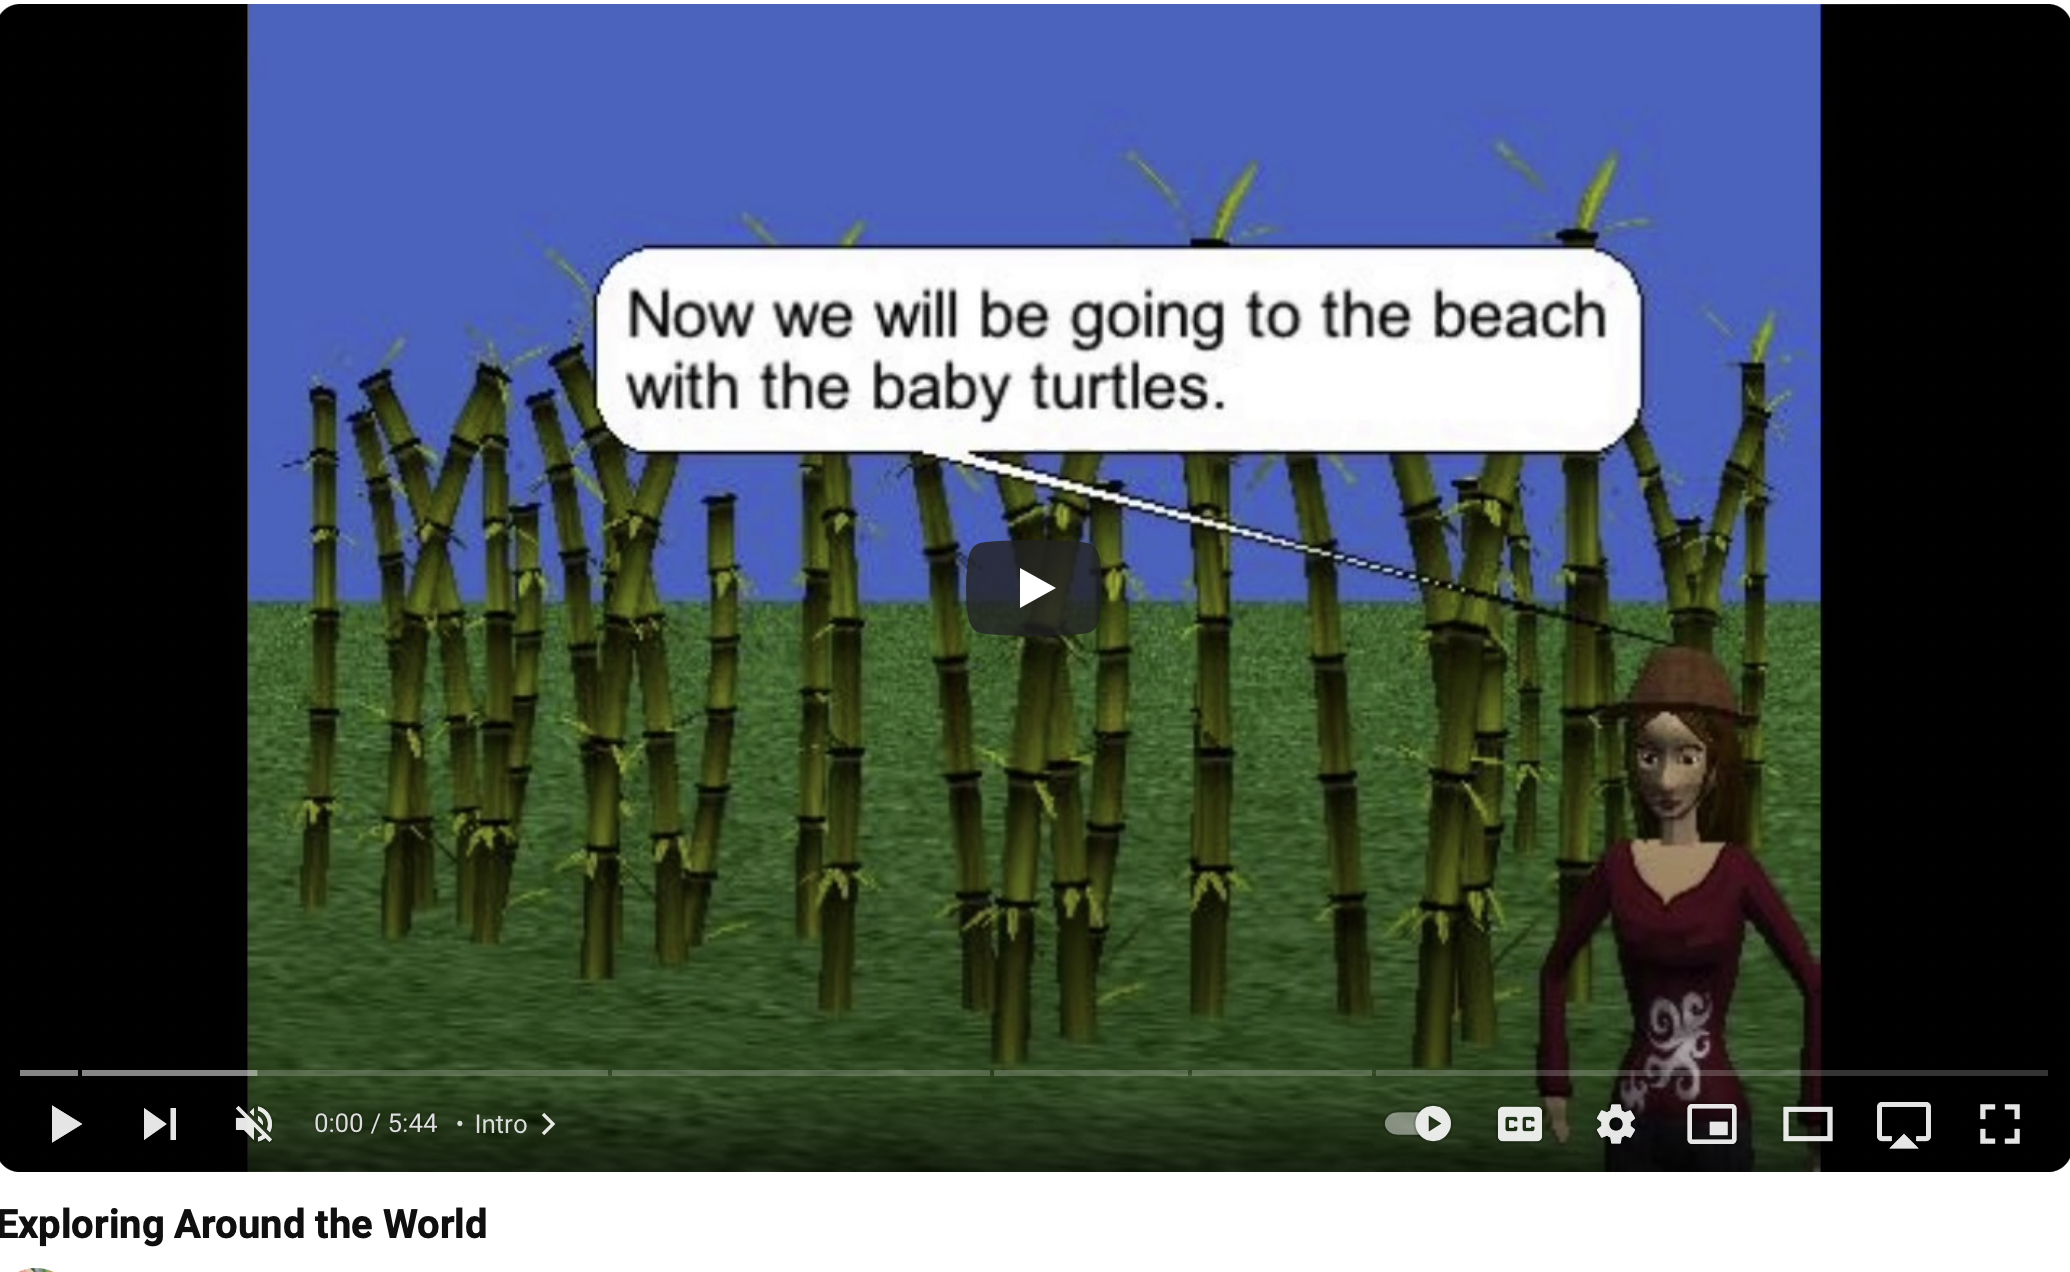 Now we will be going to the beach
with the baby turtles.
0:00 / 5:44 • Intro
CC
Exploring Around the World